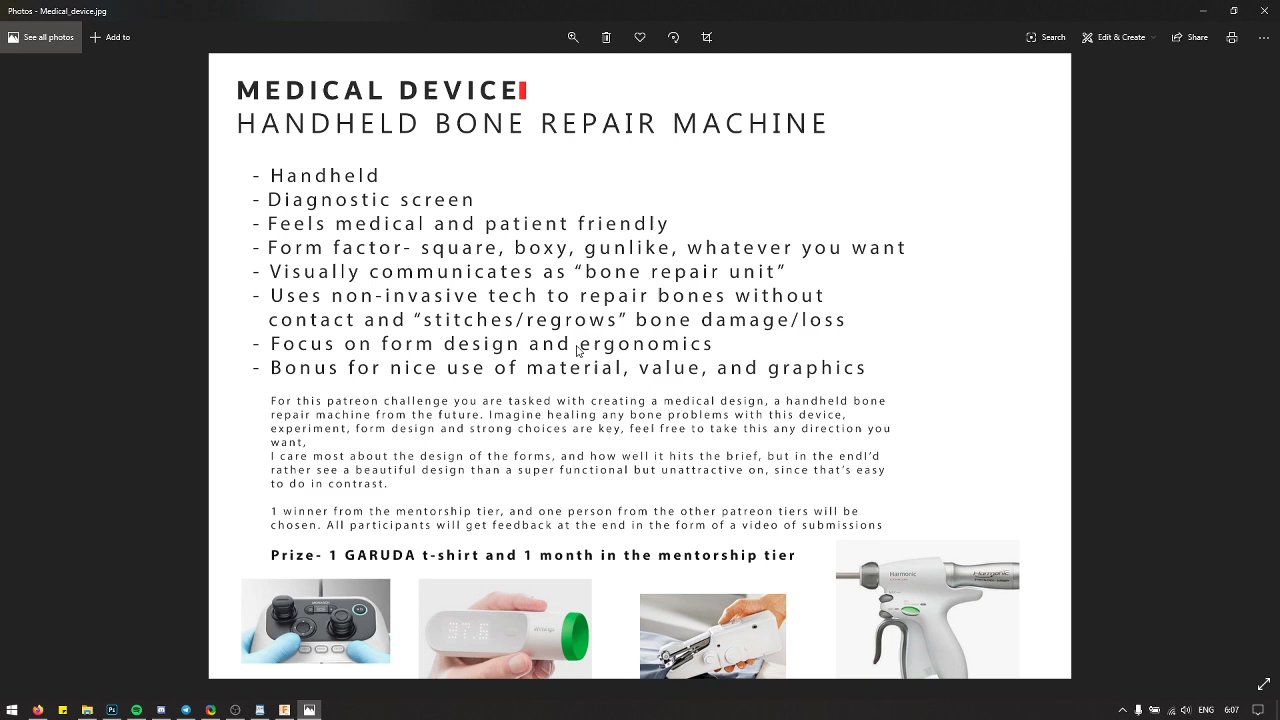 Photos - Medical_device.jpg
See all photos
Add to
Search
Edit & Create
Share
MEDICAL DEVICE
HANDHELD BONE REPAIR MACHINE
- Handheld
- Diagnostic screen
- Feels medical and patient friendly
- Form factor- square, boxy, gunlike, whatever you want
- Visually communicates as “bone repair unit”
- Uses non-invasive tech to repair bones without
contact and “stitches/regrows” bone damage/loss
- Focus on form design and ergonomics
- Bonus for nice use of material, value, and graphics
For this patreon challenge you are tasked with creating a medical design, a handheld bone
repair machine from the future. Imagine healing any bone problems with this device,
experiment, form design and strong choices are key, feel free to take this any direction you
want,
I care most about the design of the forms, and how well it hits the brief, but in the endI’d
rather see a beautiful design than a super functional but unattractive on, since that’s easy
to do in contrast.
1 winner from the mentorship tier, and one person from the other patreon tiers will be
chosen. All participants will get feedback at the end in the form of a video of submissions
Prize- 1 GARUDA t-shirt and 1 month in the mentorship tier
Harmonic
37.0
ENG
6:07